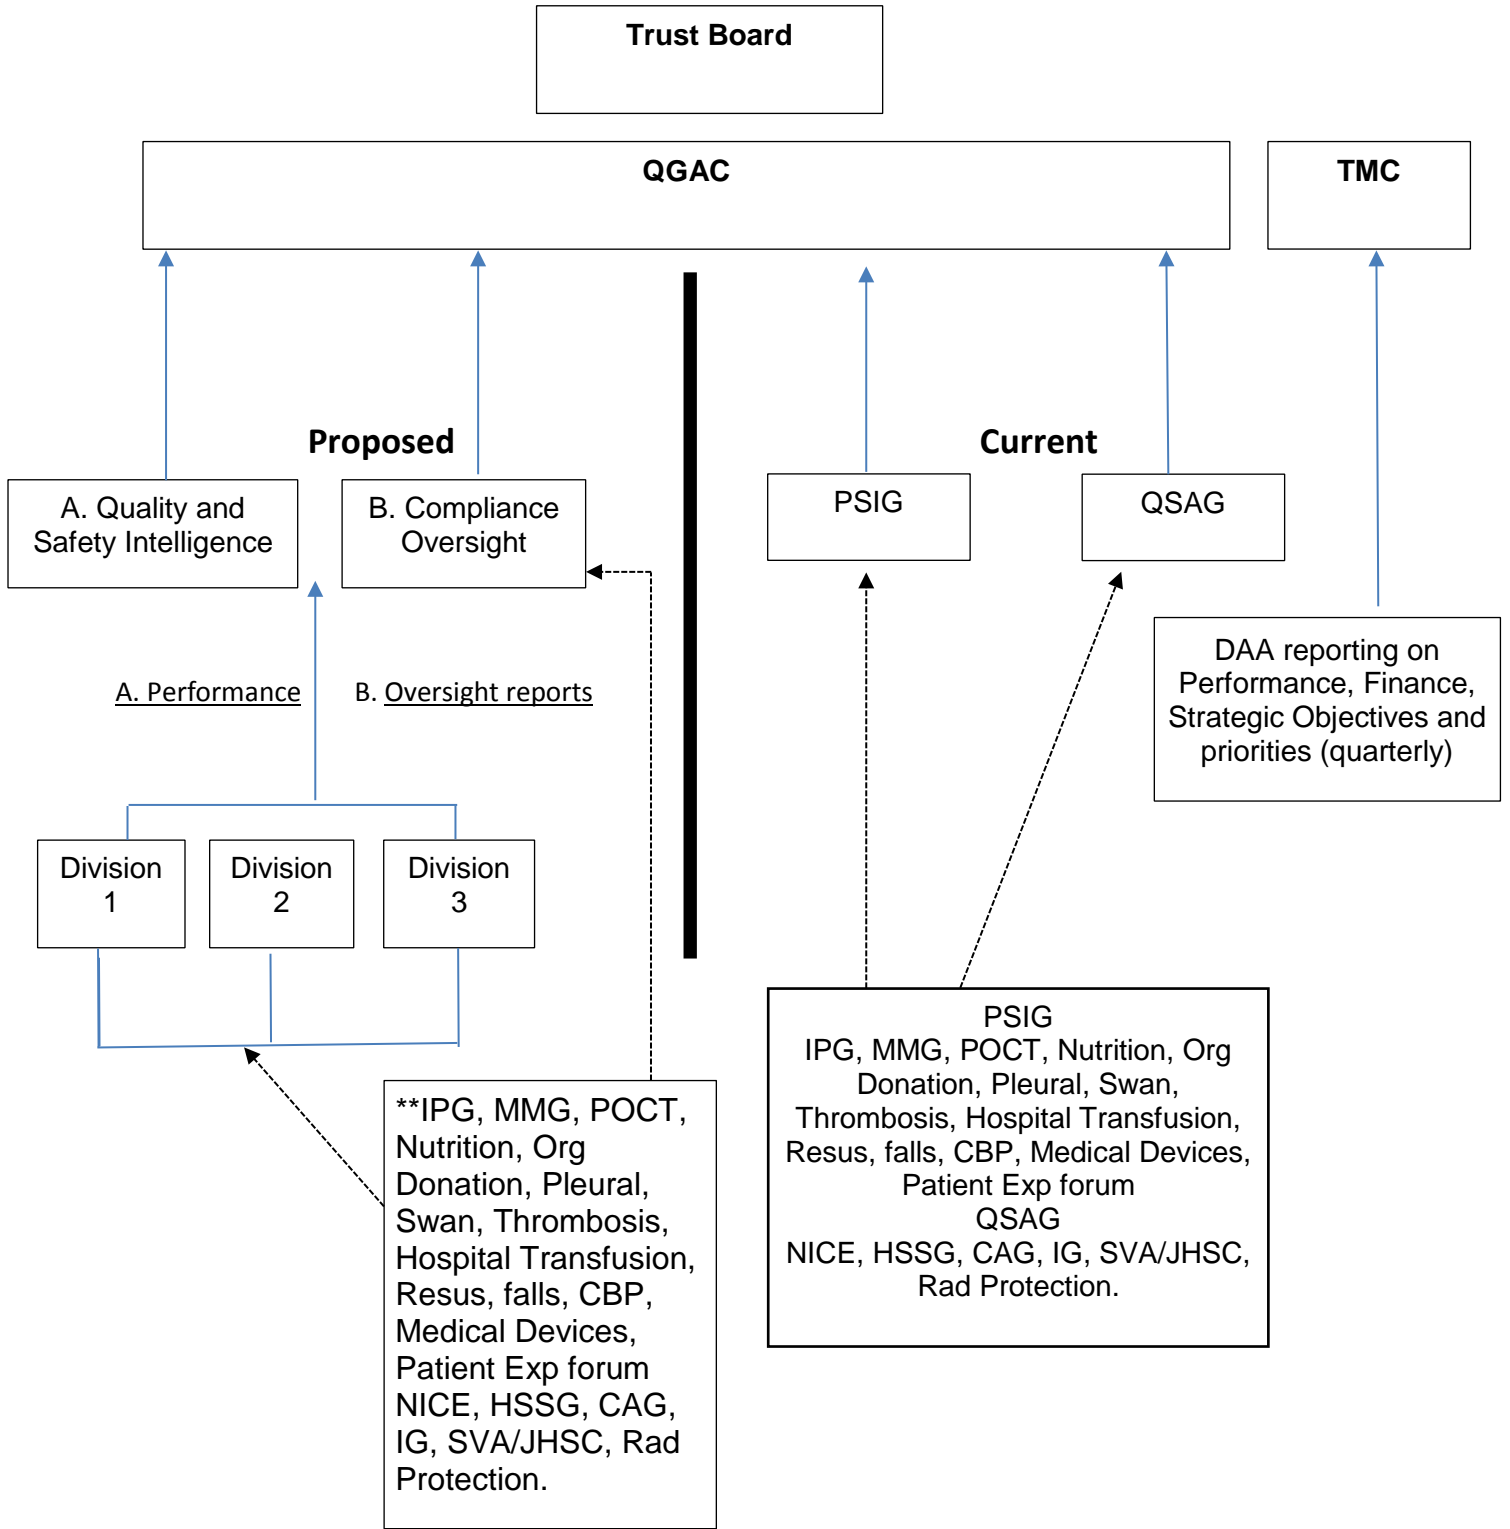 Trust Board
QGAC
TMC
Proposed
Current
A. Quality and
Safety Intelligence
B. Compliance
Oversight
PSIG
QSAG
DAA reporting on
Performance, Finance,
Strategic Objectives and
priorities (quarterly)
A. Performance
B. Oversight reports
Division
1
Division
2
Division
3
**IPG, MMG, POCT,
Nutrition, Org
Donation, Pleural,
Swan, Thrombosis,
Hospital Transfusion,
Resus, falls, CBP,
Medical Devices,
Patient Exp forum
NICE, HSSG, CAG,
IG, SVA/JHSC, Rad
Protection.
PSIG
IPG, MMG, POCT, Nutrition, Org
Donation, Pleural, Swan,
Thrombosis, Hospital Transfusion,
Resus, falls, CBP, Medical Devices,
Patient Exp forum
QSAG
NICE, HSSG, CAG, IG, SVA/JHSC,
Rad Protection.